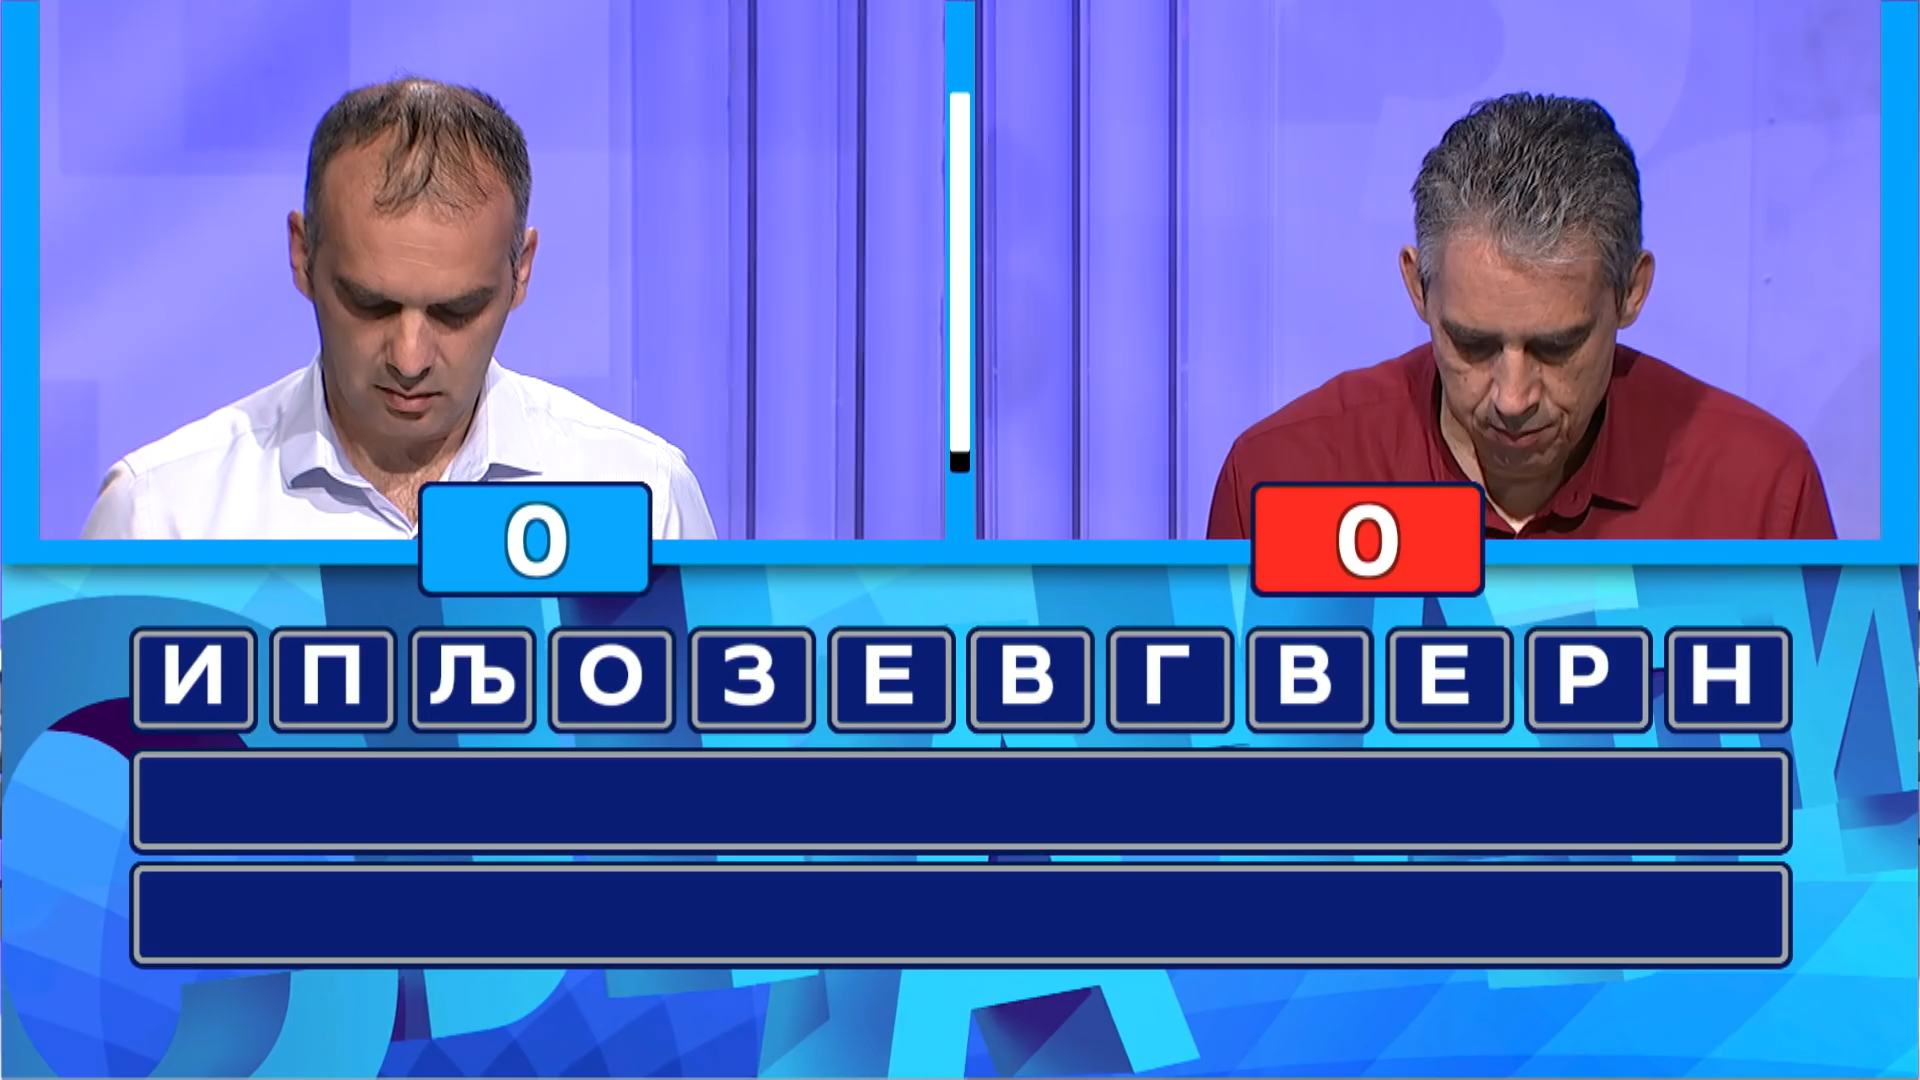 0 0
И П Љ О З Е В Г В Е Р Н